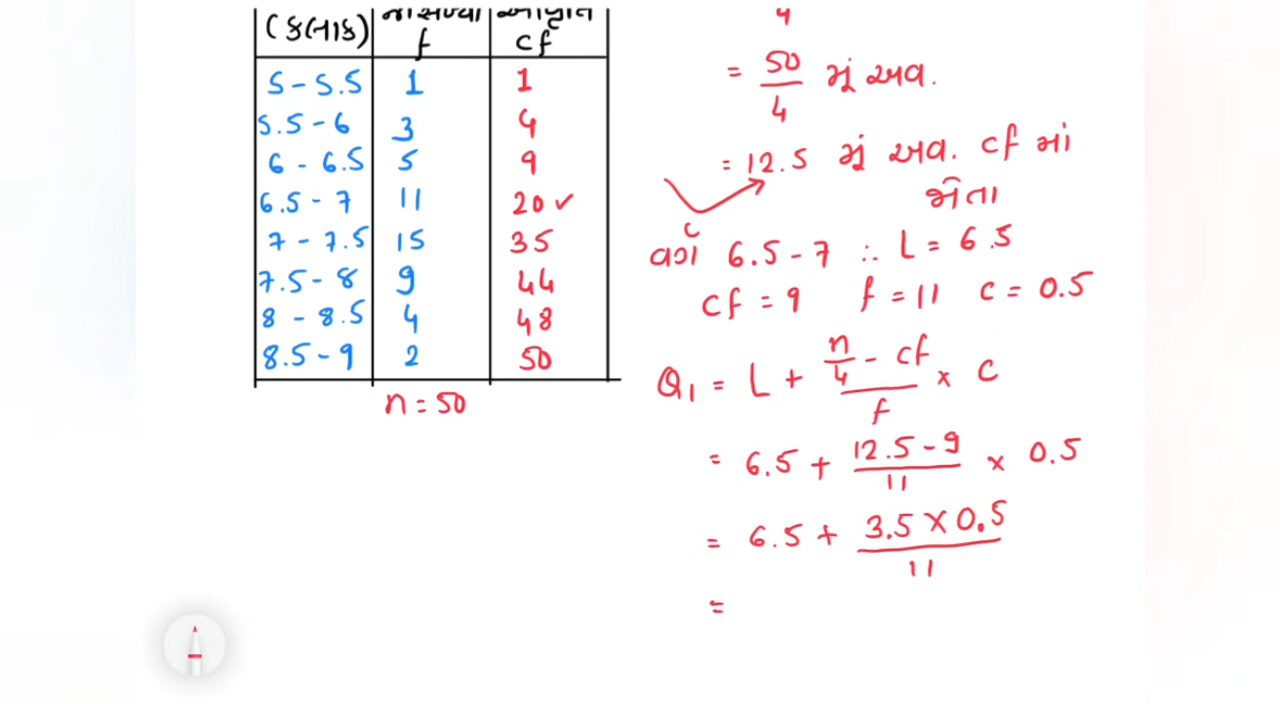 (કલાક) f cf
5 - 5.5 1 1
5.5 - 6 3 4
6 - 6.5 5 9
6.5 - 7 11 20 ✓
7 - 7.5 15 35
7.5 - 8 9 44
8 - 8.5 4 48
8.5 - 9 2 50
n = 50
4
= 50/4 મું અવ.
= 12.5 મું અવ. cf માં
જોતા
વર્ગ 6.5 - 7 ∴ L = 6.5
cf = 9 f = 11 c = 0.5
Q₁ = L + (n/4 - cf)/f × c
= 6.5 + (12.5 - 9)/11 × 0.5
= 6.5 + (3.5 × 0.5)/11
=